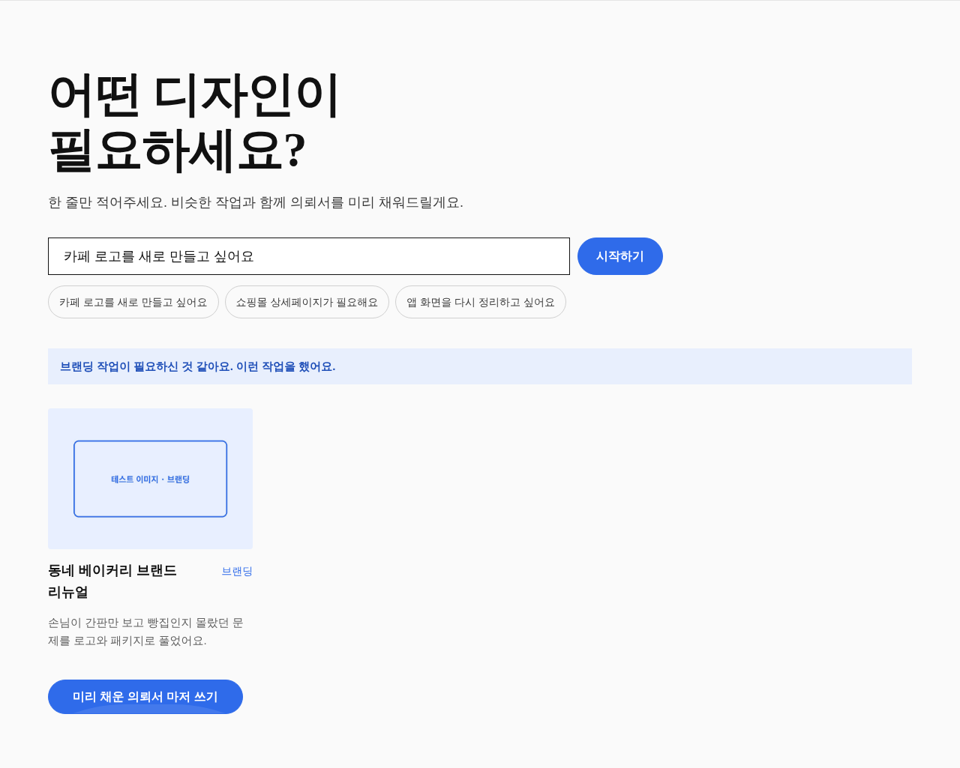 어떤 디자인이
필요하세요?
한 줄만 적어주세요. 비슷한 작업과 함께 의뢰서를 미리 채워드릴게요.
카페 로고를 새로 만들고 싶어요
시작하기
카페 로고를 새로 만들고 싶어요
쇼핑몰 상세페이지가 필요해요
앱 화면을 다시 정리하고 싶어요
브랜딩 작업이 필요하신 것 같아요. 이런 작업을 했어요.
테스트 이미지 · 브랜딩
동네 베이커리 브랜드
리뉴얼
브랜딩
손님이 간판만 보고 빵집인지 몰랐던 문
제를 로고와 패키지로 풀었어요.
미리 채운 의뢰서 마저 쓰기